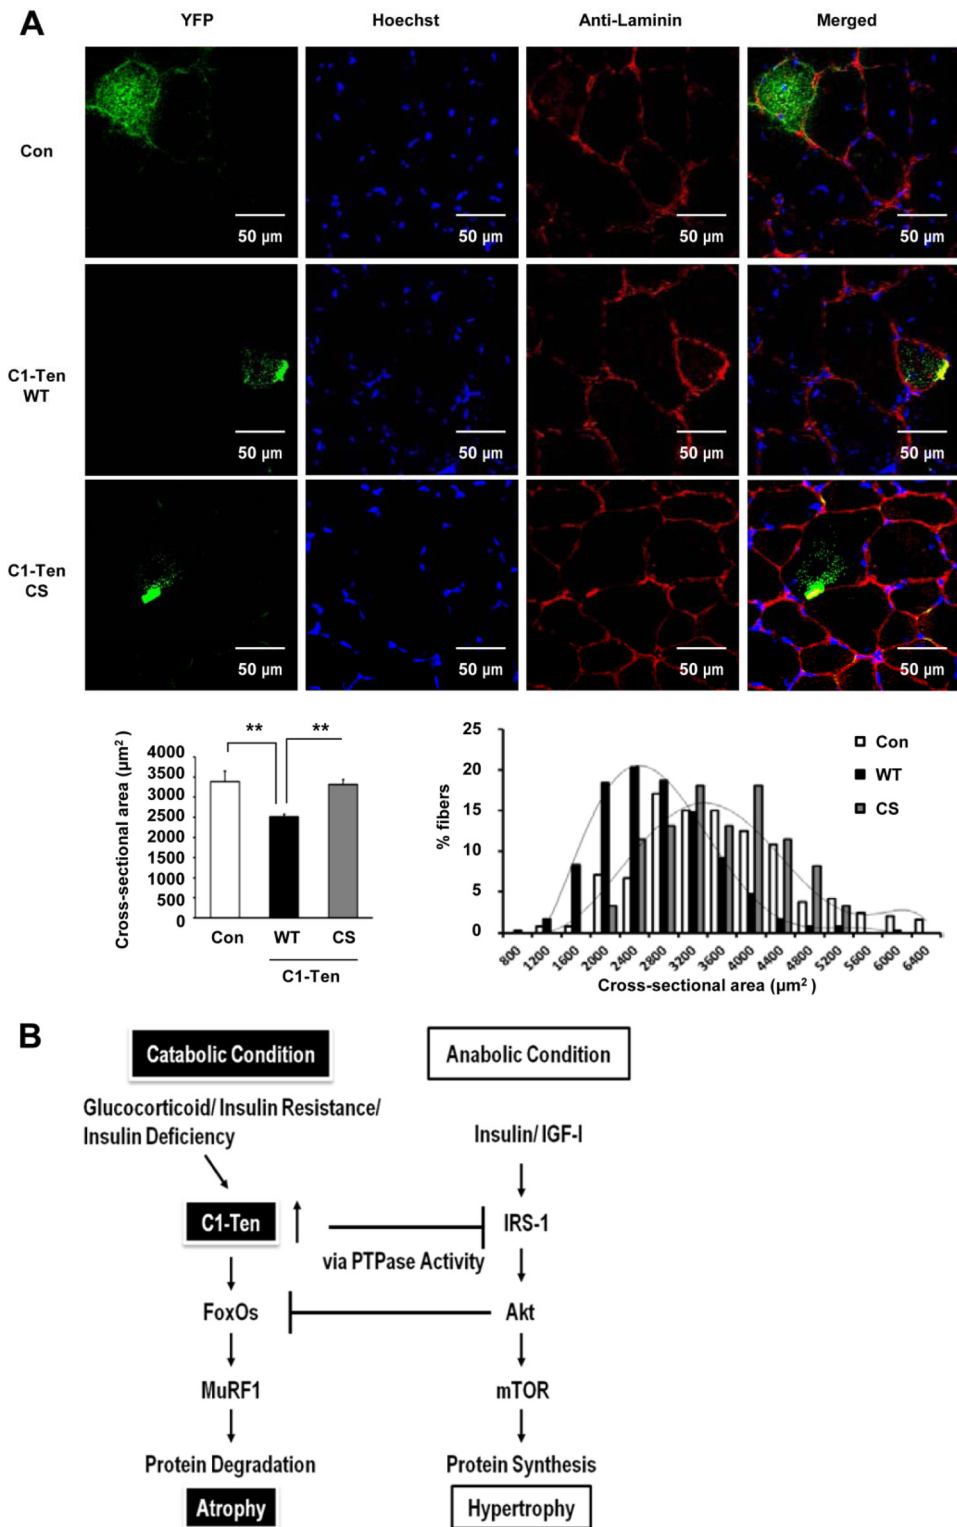 A
YFP Hoechst Anti-Laminin Merged
Con
50 µm 50 µm 50 µm 50 µm
C1-Ten
WT
50 µm 50 µm 50 µm 50 µm
C1-Ten
CS
50 µm 50 µm 50 µm 50 µm
Cross-sectional area (µm²)
4000
3500
3000
2500
2000
1500
1000
500
0
** **
Con WT CS
C1-Ten
% fibers
25
20
15
10
5
0
Con
WT
CS
800 1200 1600 2000 2400 2800 3200 3600 4000 4400 4800 5200 5600 6000 6400
Cross-sectional area (µm²)
B
Catabolic Condition Anabolic Condition
Glucocorticoid/ Insulin Resistance/
Insulin Deficiency
Insulin/ IGF-I
C1-Ten IRS-1
via PTPase Activity
FoxOs Akt
MuRF1 mTOR
Protein Degradation Protein Synthesis
Atrophy Hypertrophy